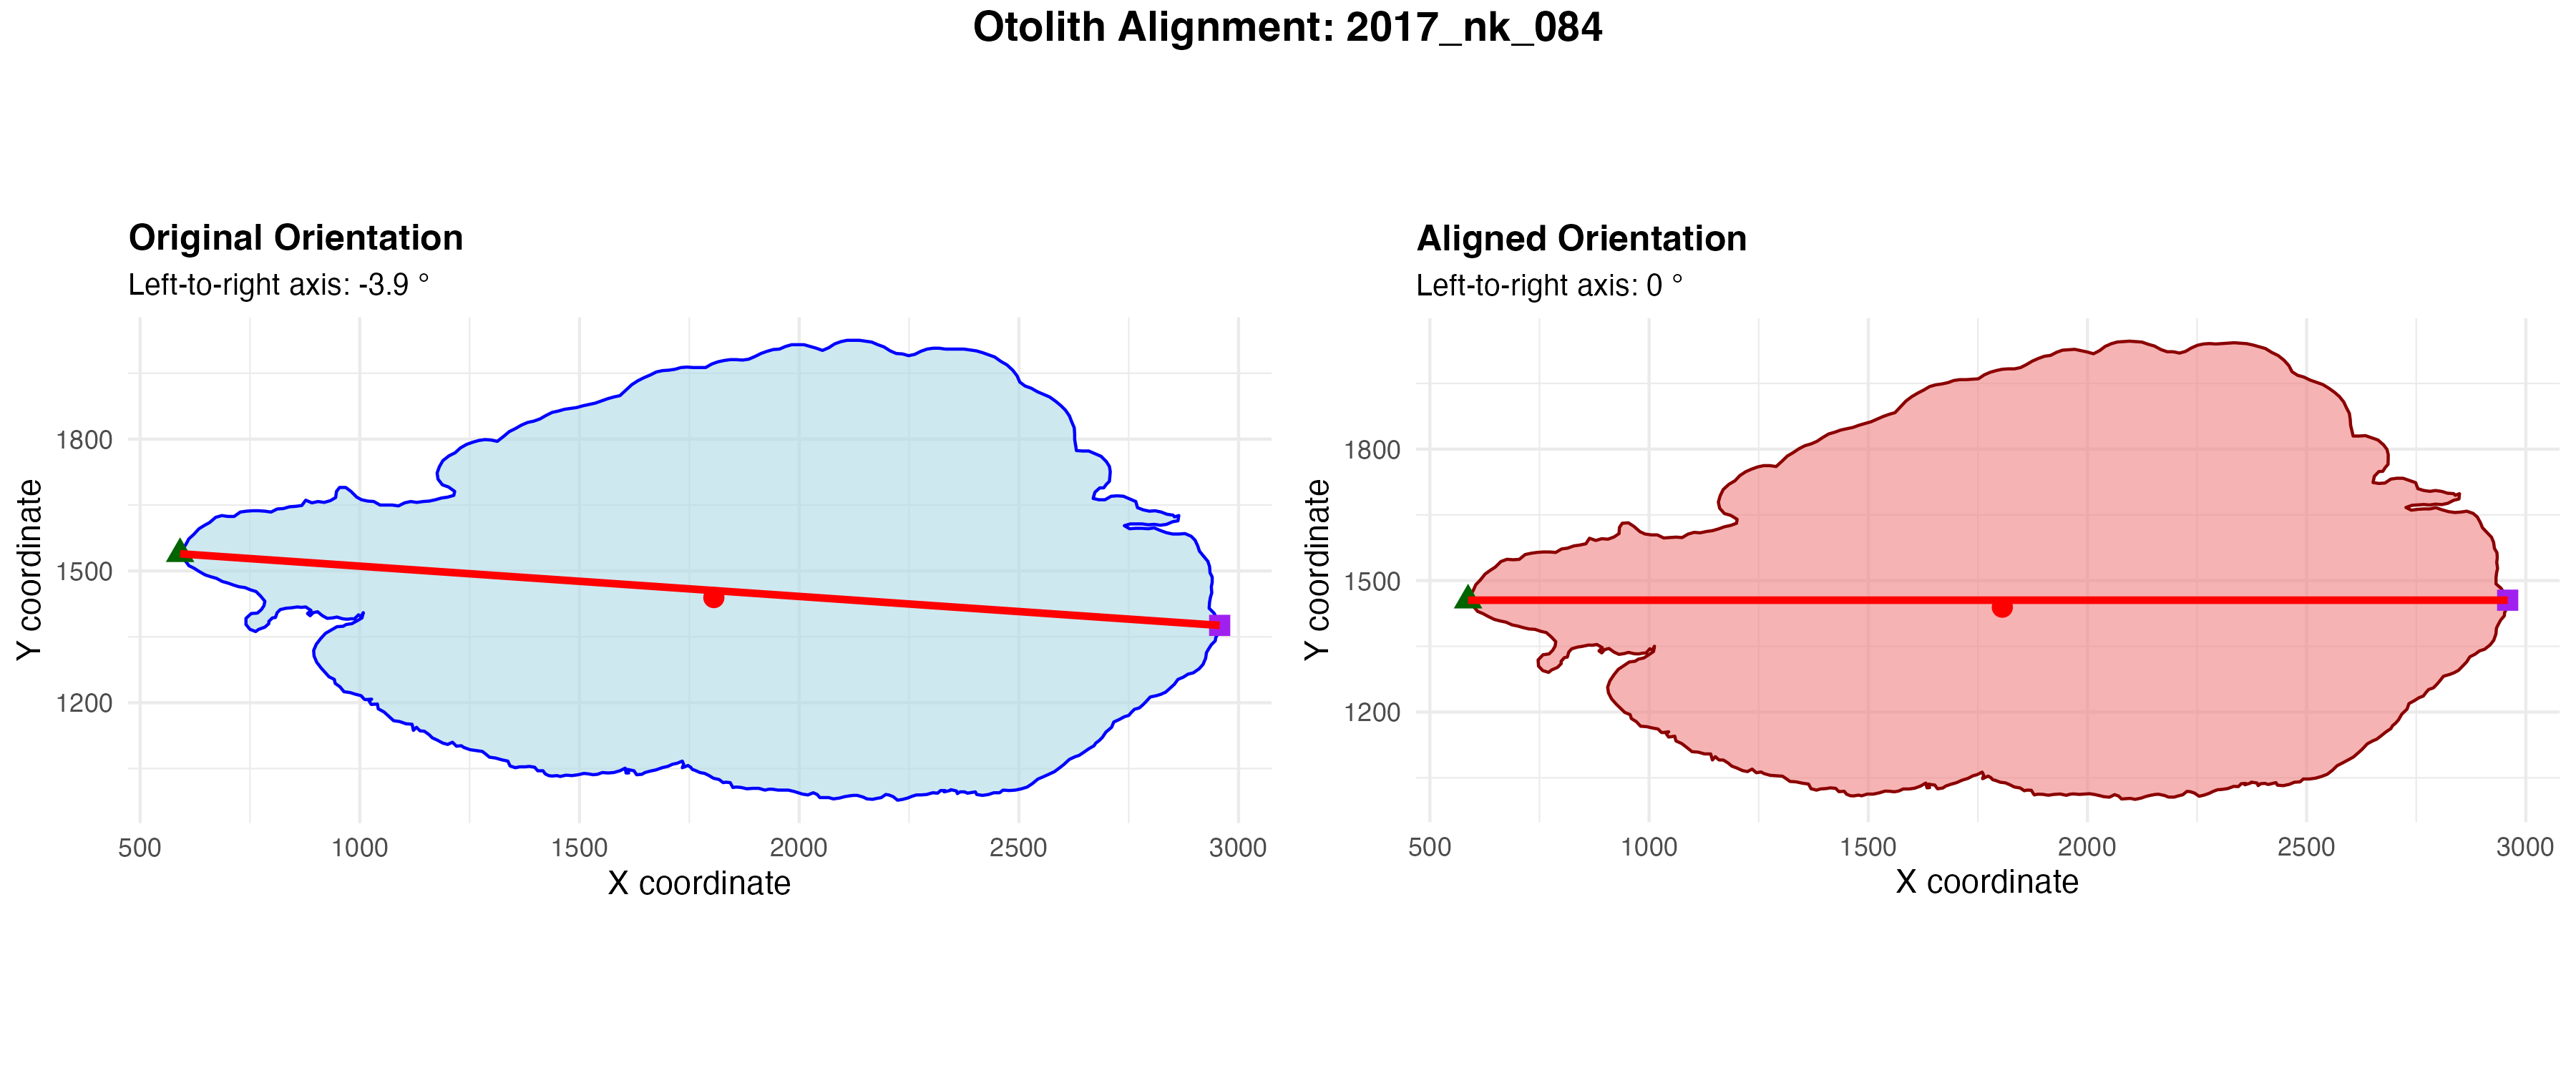 Otolith Alignment: 2017_nk_084
Original Orientation
Left-to-right axis: -3.9 °
Y coordinate
1800
1500
1200
500 1000 1500 2000 2500 3000
X coordinate
Aligned Orientation
Left-to-right axis: 0 °
Y coordinate
1800
1500
1200
500 1000 1500 2000 2500 3000
X coordinate